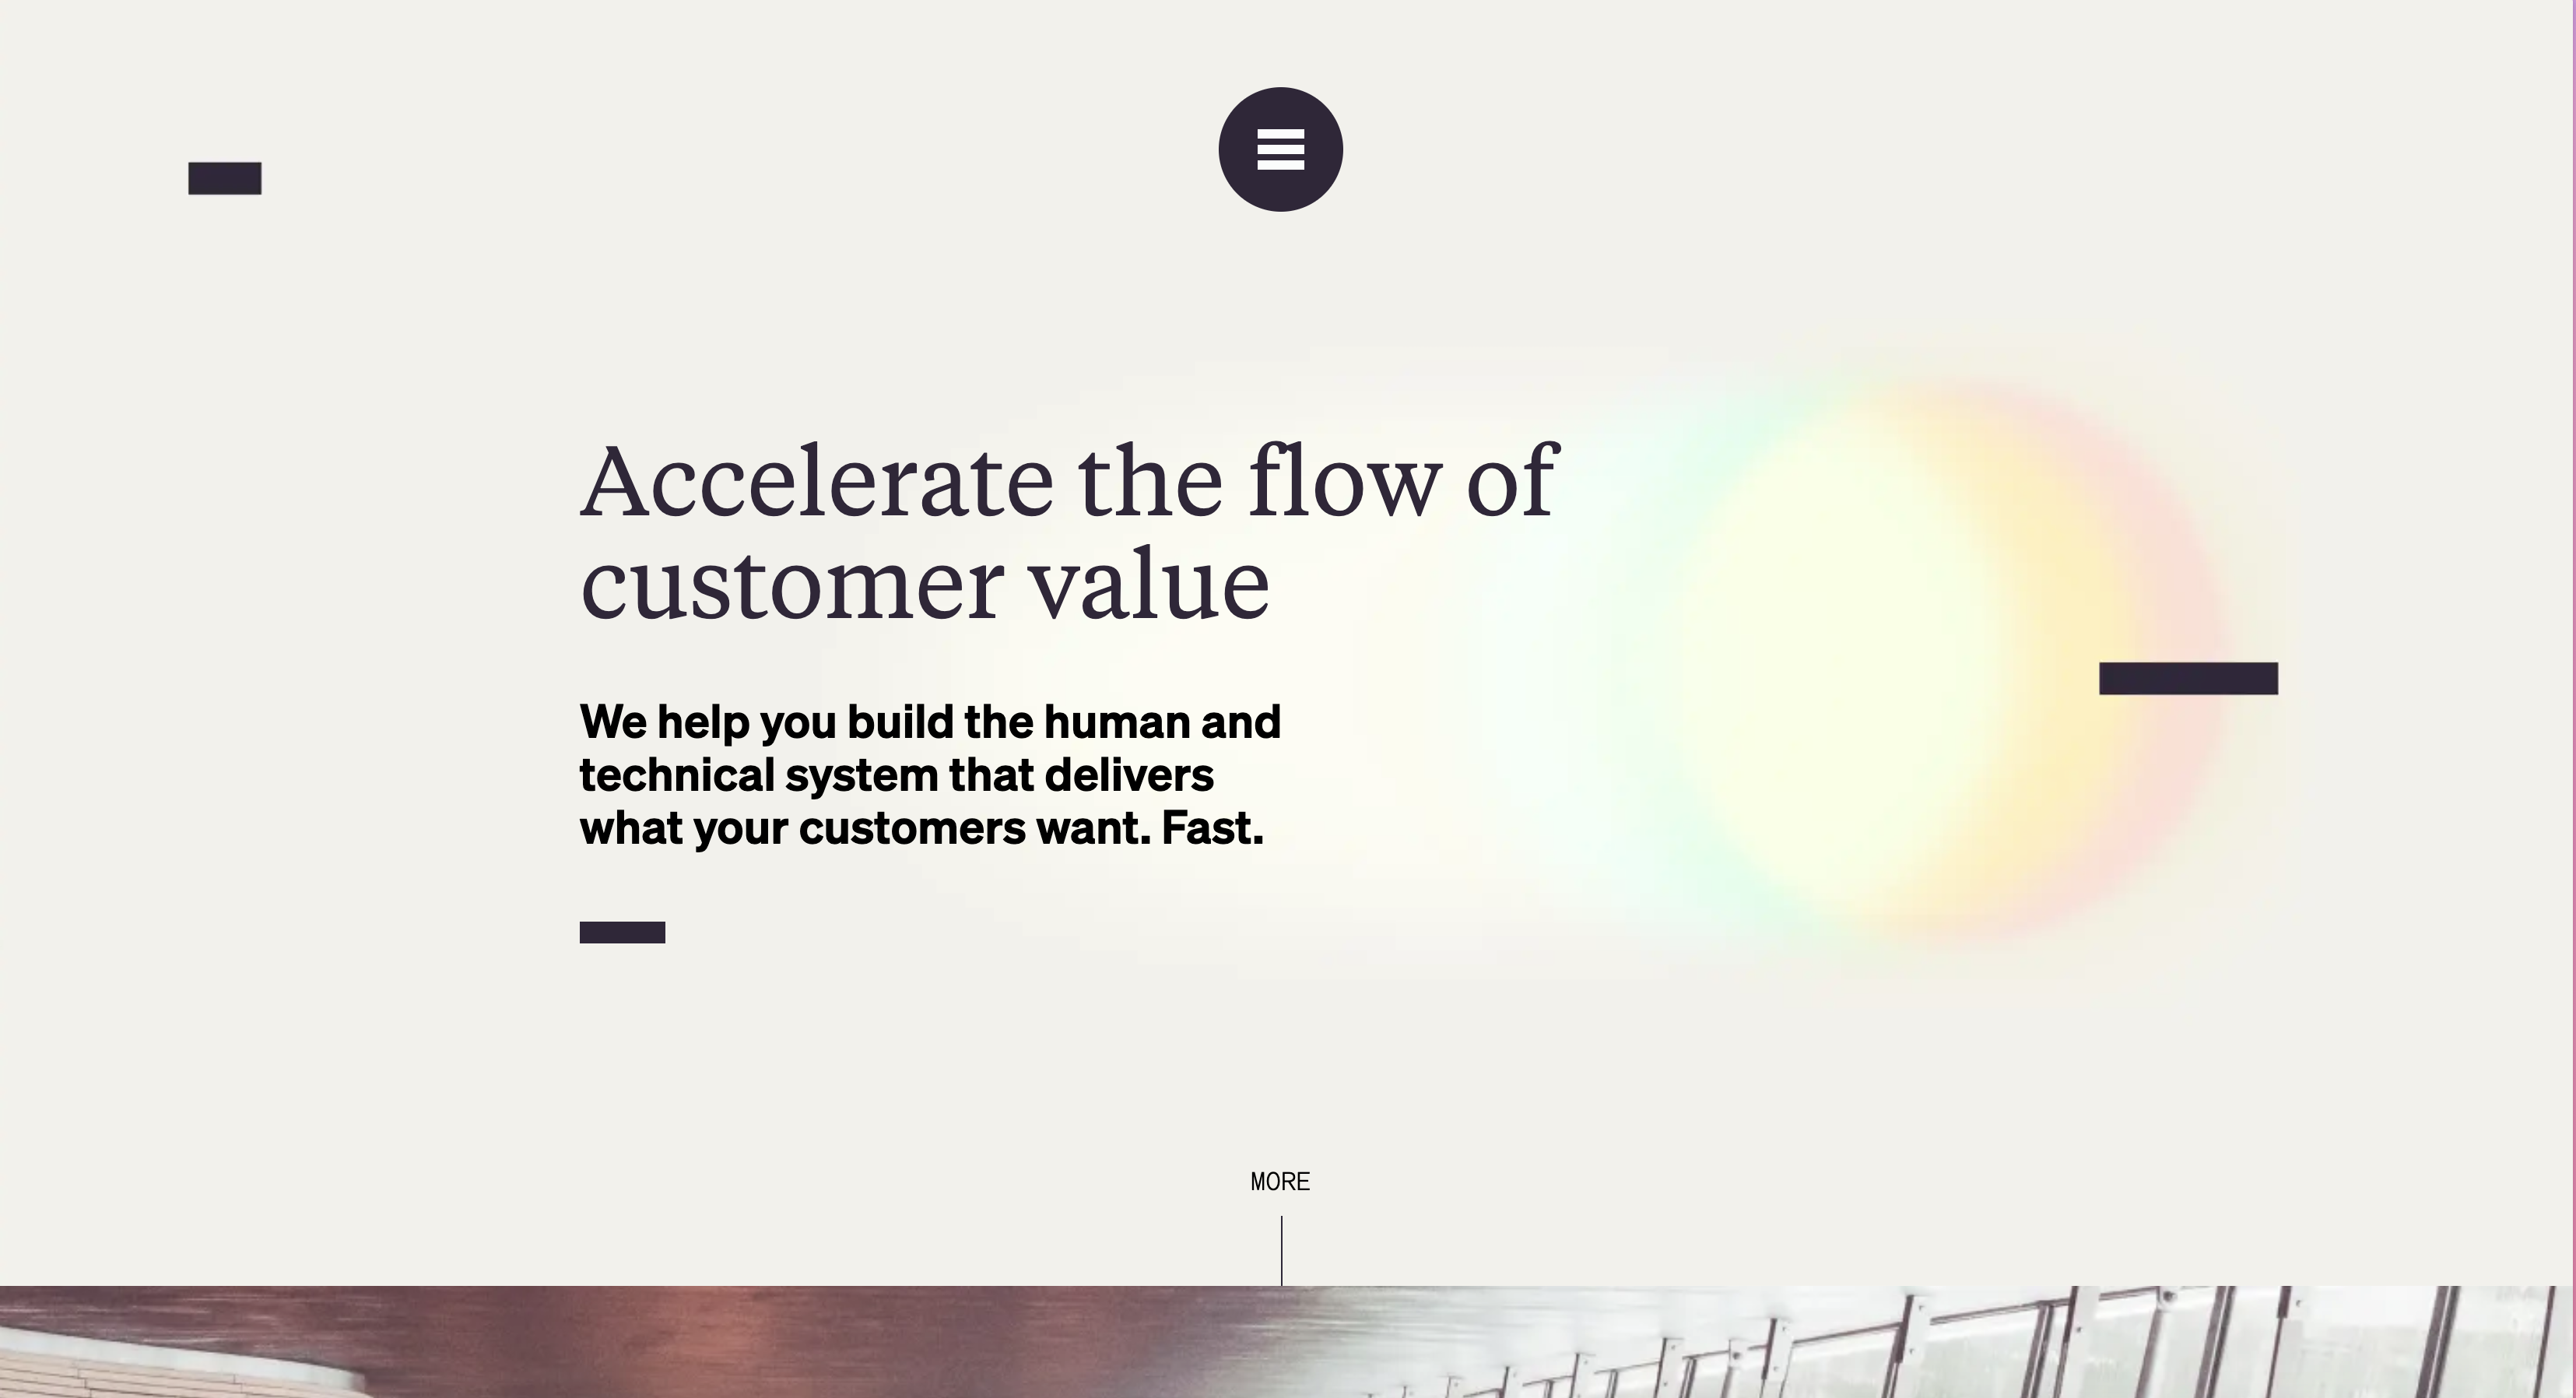 Accelerate the flow of
customer value
We help you build the human and
technical system that delivers
what your customers want. Fast.
MORE